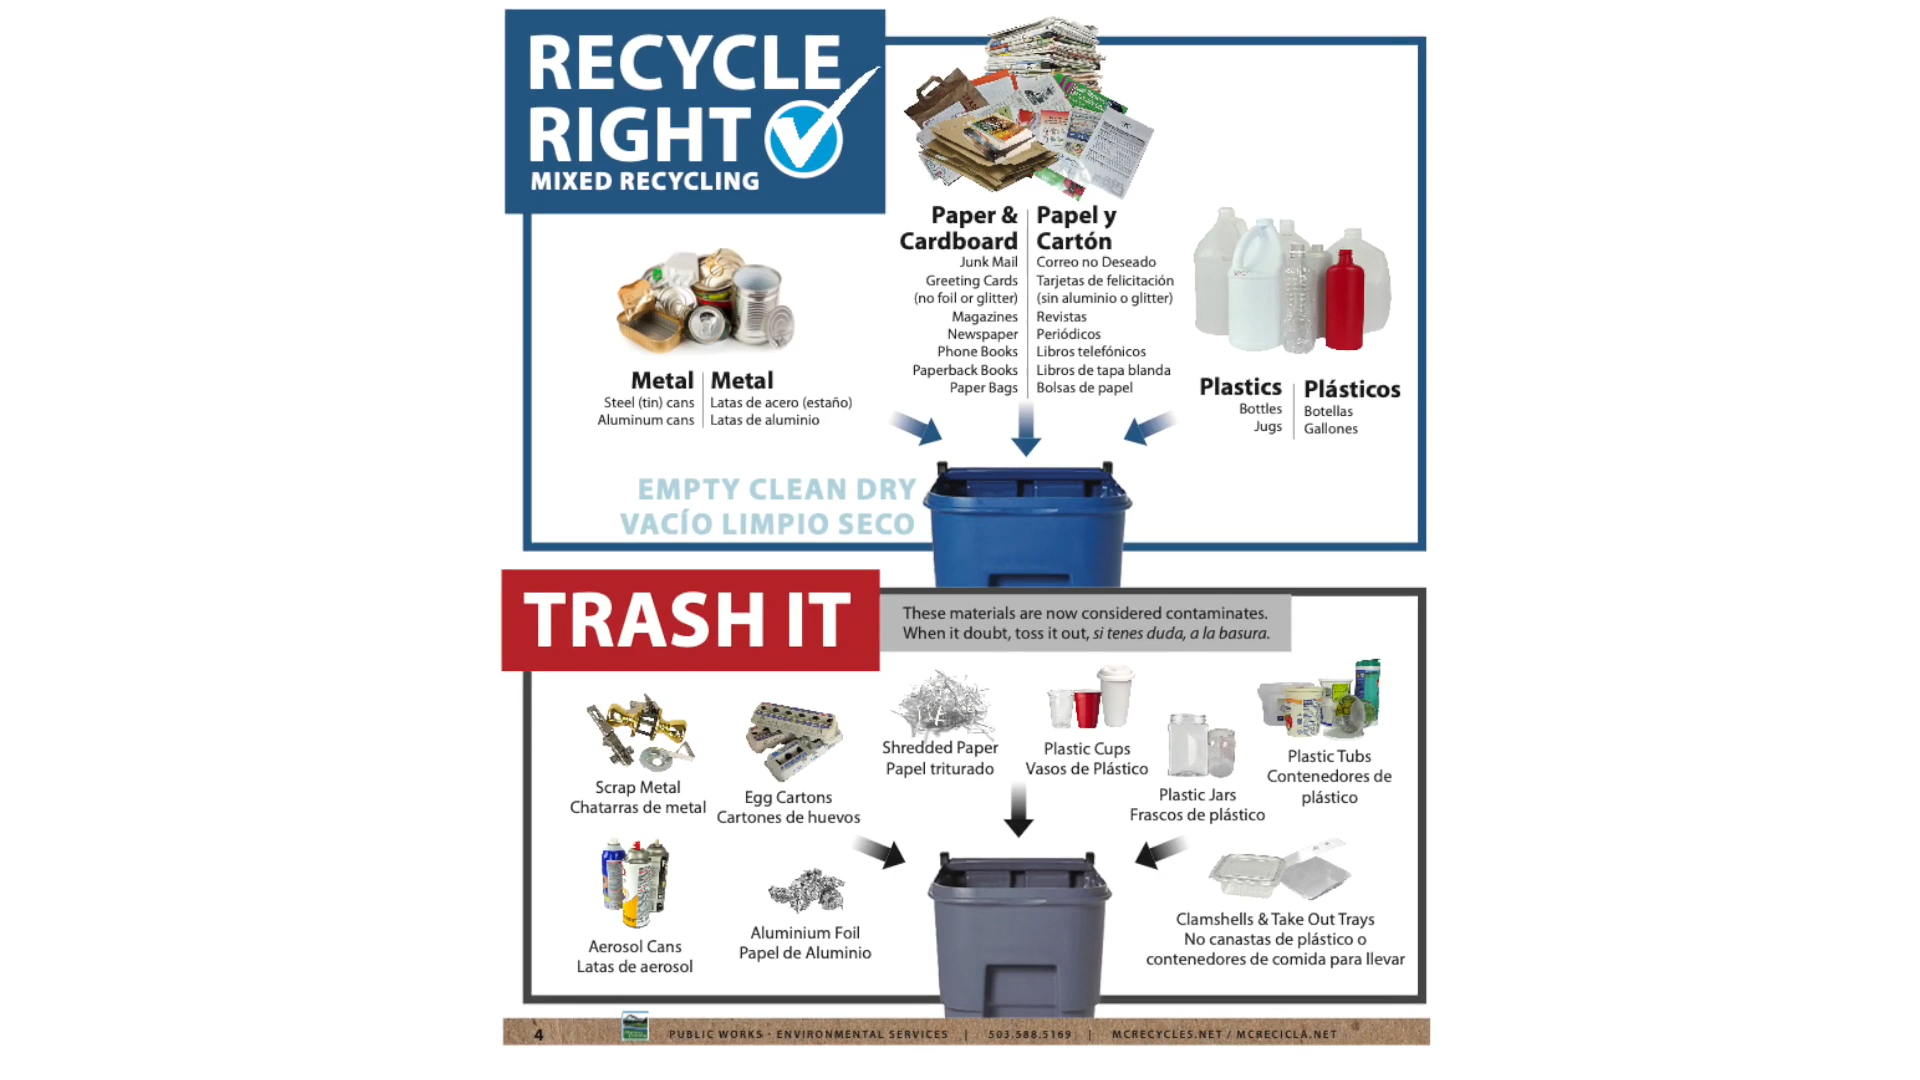 RECYCLE
RIGHT
MIXED RECYCLING
Paper &
Cardboard
Junk Mail
Greeting Cards
(no foil or glitter)
Magazines
Newspaper
Phone Books
Paperback Books
Paper Bags
Papel y
Cartón
Correo no Deseado
Tarjetas de felicitación
(sin aluminio o glitter)
Revistas
Periódicos
Libros telefónicos
Libros de tapa blanda
Bolsas de papel
Metal
Steel (tin) cans
Aluminum cans
Metal
Latas de acero (estaño)
Latas de aluminio
Plastics
Bottles
Jugs
Plásticos
Botellas
Gallones
EMPTY CLEAN DRY
VACÍO LIMPIO SECO
TRASH IT
These materials are now considered contaminates.
When it doubt, toss it out, si tenes duda, a la basura.
Scrap Metal
Chatarras de metal
Egg Cartons
Cartones de huevos
Shredded Paper
Papel triturado
Plastic Cups
Vasos de Plástico
Plastic Jars
Frascos de plástico
Plastic Tubs
Contenedores de
plástico
Aerosol Cans
Latas de aerosol
Aluminium Foil
Papel de Aluminio
Clamshells & Take Out Trays
No canastas de plástico o
contenedores de comida para llevar
4
PUBLIC WORKS - ENVIRONMENTAL SERVICES | 503.588.5169 | MCRECYCLES.NET / MCRECICLA.NET